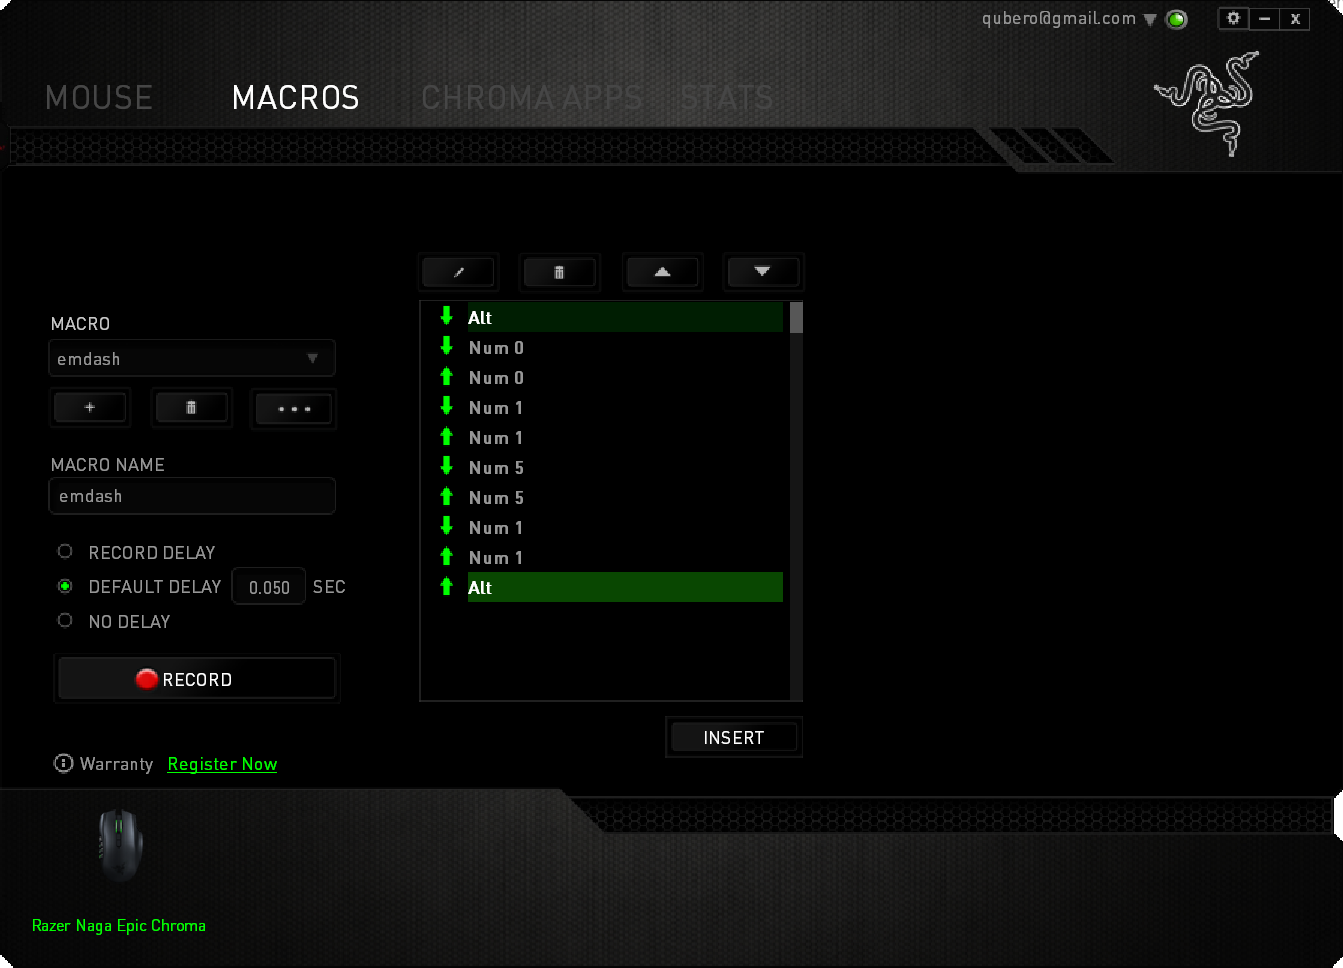 qubero@gmail.com
MOUSE MACROS CHROMA APPS STATS
MACRO
emdash
MACRO NAME
emdash
RECORD DELAY
DEFAULT DELAY 0.050 SEC
NO DELAY
RECORD
Warranty Register Now
Alt
Num 0
Num 0
Num 1
Num 1
Num 5
Num 5
Num 1
Num 1
Alt
INSERT
Razer Naga Epic Chroma